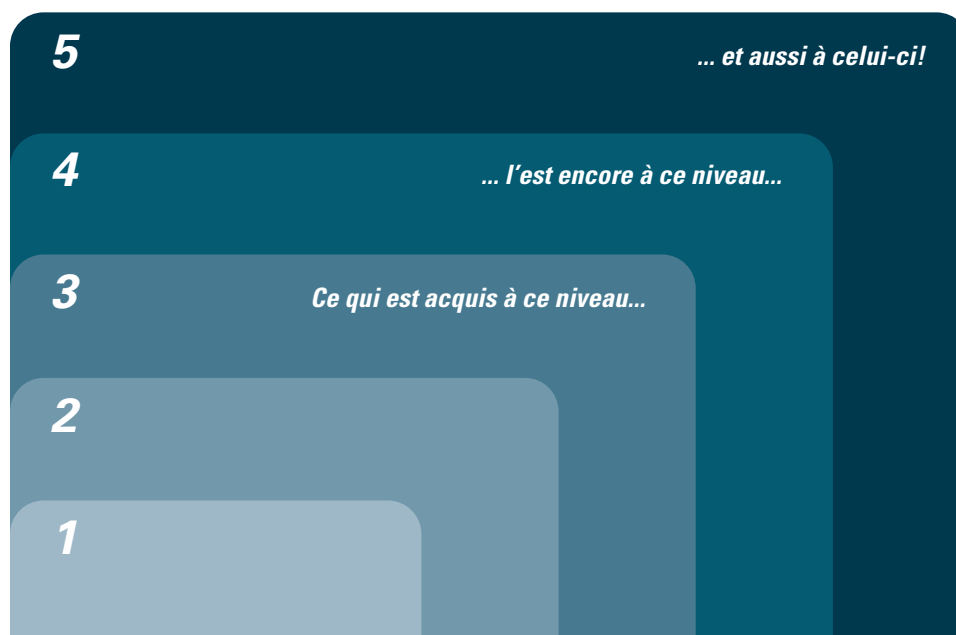 5
... et aussi à celui-ci!
4
... l’est encore à ce niveau...
3
Ce qui est acquis à ce niveau...
2
1